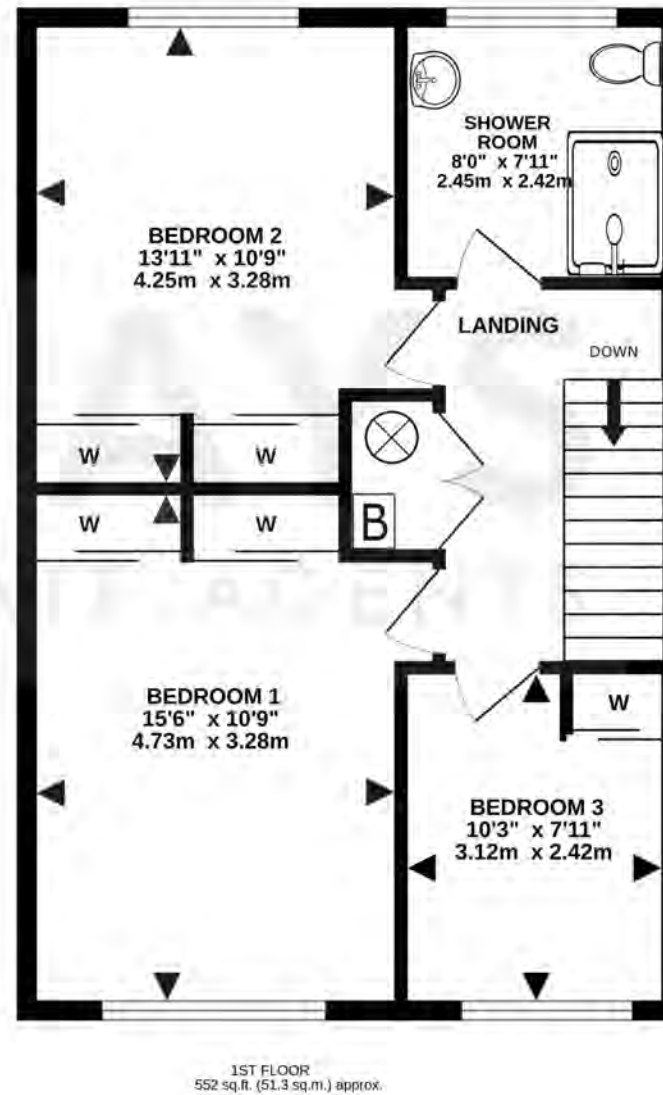 SHOWER
ROOM
8'0" x 7'11"
2.45m x 2.42m
BEDROOM 2
13'11" x 10'9"
4.25m x 3.28m
LANDING
DOWN
W
W
W
W
B
BEDROOM 1
15'6" x 10'9"
4.73m x 3.28m
W
BEDROOM 3
10'3" x 7'11"
3.12m x 2.42m
1ST FLOOR
552 sq.ft. (51.3 sq.m.) approx.